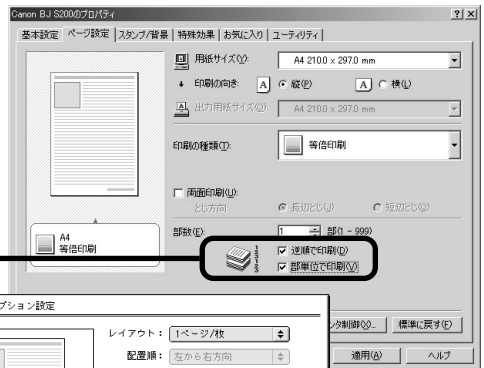 Canon BJ S200のプロパティ
基本設定 ページ設定 スタンプ/背景 特殊効果 お気に入り ユーティリティ
用紙サイズ(Z): A4 210.0 x 297.0 mm
印刷の向き: A 縦(P) A 横(L)
出力用紙サイズ(O): A4 210.0 x 297.0 mm
印刷の種類(T): 等倍印刷
両面印刷(U):
とじ方向: 長辺とじ(J) 短辺とじ(O)
A4
等倍印刷
部数(E): 1 部(1 - 999)
逆順で印刷(D)
部単位で印刷(V)
プション設定
レイアウト: 1ページ/枚
配置順: 左から右方向
タ制御(X)... 標準に戻す(F)
適用(A) ヘルプ